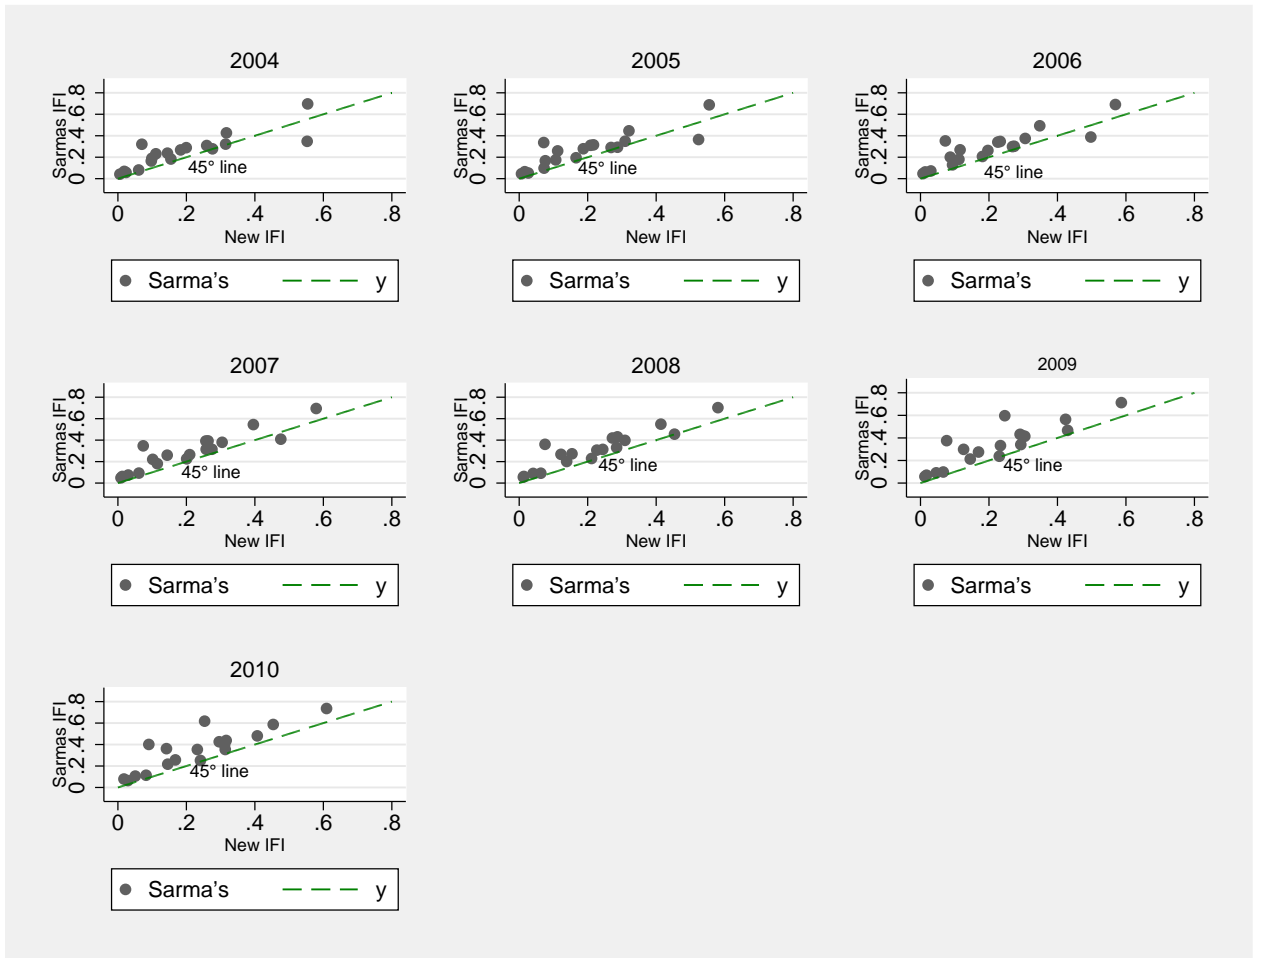 2004
Sarmas IFI
0 .2 .4 .6 .8
45° line
0 .2 .4 .6 .8
New IFI
Sarma's y
2005
Sarmas IFI
0 .2 .4 .6 .8
45° line
0 .2 .4 .6 .8
New IFI
Sarma's y
2006
Sarmas IFI
0 .2 .4 .6 .8
45° line
0 .2 .4 .6 .8
New IFI
Sarma's y
2007
Sarmas IFI
0 .2 .4 .6 .8
45° line
0 .2 .4 .6 .8
New IFI
Sarma's y
2008
Sarmas IFI
0 .2 .4 .6 .8
45° line
0 .2 .4 .6 .8
New IFI
Sarma's y
2009
Sarmas IFI
0 .2 .4 .6 .8
45° line
0 .2 .4 .6 .8
New IFI
Sarma's y
2010
Sarmas IFI
0 .2 .4 .6 .8
45° line
0 .2 .4 .6 .8
New IFI
Sarma's y